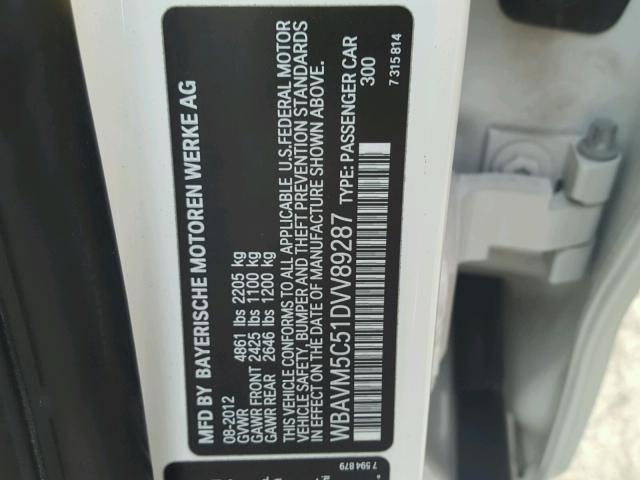 MFD BY BAYERISCHE MOTOREN WERKE AG
08-2012
GVWR 4861 lbs 2205 kg
GAWR FRONT 2425 lbs 1100 kg
GAWR REAR 2646 lbs 1200 kg
THIS VEHICLE CONFORMS TO ALL APPLICABLE U.S.FEDERAL MOTOR
VEHICLE SAFETY, BUMPER AND THEFT PREVENTION STANDARDS
IN EFFECT ON THE DATE OF MANUFACTURE SHOWN ABOVE.
WBAVM5C51DVV89287 TYPE: PASSENGER CAR
300
7 315 814
7 594 879